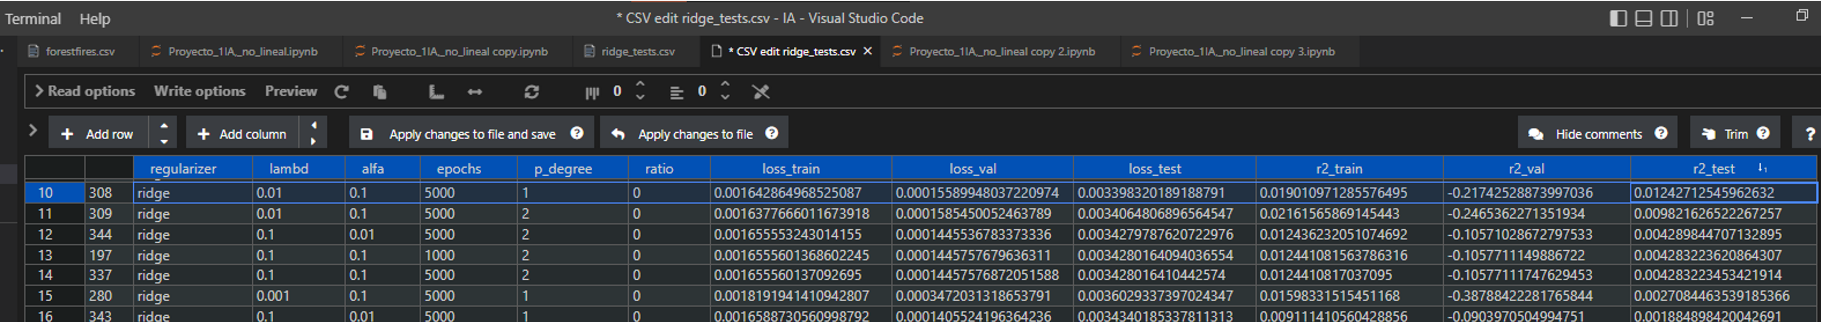 Terminal Help * CSV edit ridge_tests.csv - IA - Visual Studio Code
forestfires.csv Proyecto_1IA_no_lineal.ipynb Proyecto_1IA_no_lineal copy.ipynb ridge_tests.csv * CSV edit ridge_tests.csv Proyecto_1IA_no_lineal copy 2.ipynb Proyecto_1IA_no_lineal copy 3.ipynb
Read options Write options Preview 0 0
Add row Add column Apply changes to file and save ? Apply changes to file ? Hide comments ? Trim ? ?
regularizer lambd alfa epochs p_degree ratio loss_train loss_val loss_test r2_train r2_val r2_test
10 308 ridge 0.01 0.1 5000 1 0 0.001642864968525087 0.00015589948037220974 0.003398320189188791 0.019010971285576495 -0.21742528873997036 0.01242712545962632
11 309 ridge 0.01 0.1 5000 2 0 0.0016377666011673918 0.0001585450052463789 0.0034064806896564547 0.02161565869145443 -0.2465362271351934 0.009821626522267257
12 344 ridge 0.1 0.01 5000 2 0 0.001655553243014155 0.0001445536783373336 0.0034279787620722976 0.012436232051074692 -0.10571028672797533 0.004289844707132895
13 197 ridge 0.1 0.1 1000 2 0 0.0016555601368602245 0.0001445757679636311 0.0034280164094036554 0.012441081563786316 -0.1057711149886722 0.004283223620864307
14 337 ridge 0.1 0.1 5000 2 0 0.001655560137092695 0.00014457576872051588 0.003428016410442574 0.0124410817037095 -0.1057711747629453 0.004283223453421914
15 280 ridge 0.001 0.1 5000 1 0 0.0018191941410942807 0.0003472031318653791 0.0036029337397024347 0.01598331515451168 -0.38788422281765844 0.0027084463539185366
16 343 ridge 0.1 0.01 5000 1 0 0.0016588730560998792 0.0001405524196364236 0.0034340185337811313 0.009111410560428856 -0.0903970504994751 0.001884898420042691